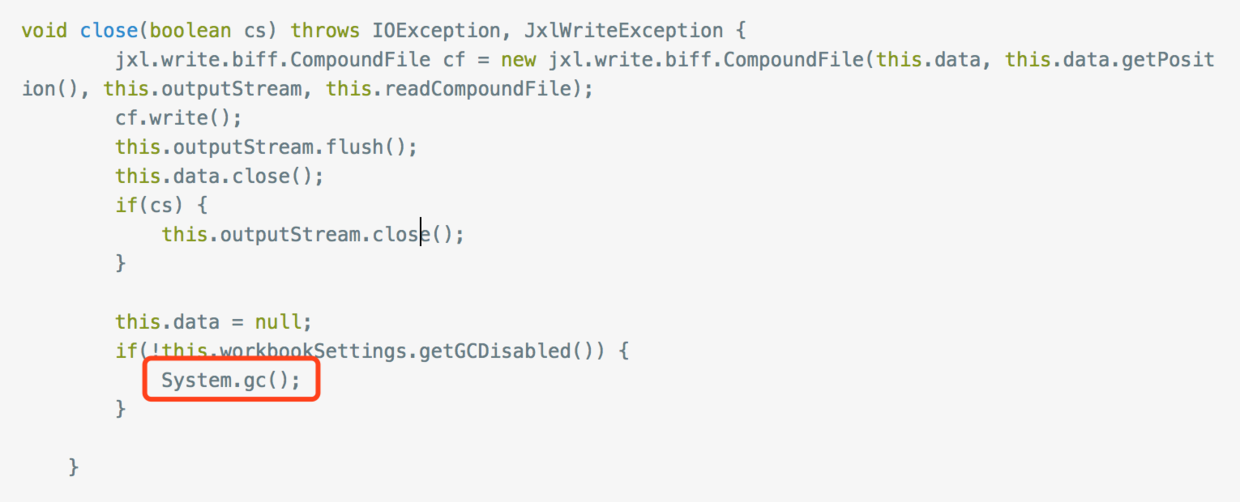 void close(boolean cs) throws IOException, JxlWriteException {
        jxl.write.biff.CompoundFile cf = new jxl.write.biff.CompoundFile(this.data, this.data.getPosit
ion(), this.outputStream, this.readCompoundFile);
        cf.write();
        this.outputStream.flush();
        this.data.close();
        if(cs) {
            this.outputStream.close();
        }
        this.data = null;
        if(!this.workbookSettings.getGCDisabled()) {
            System.gc();
        }
    }